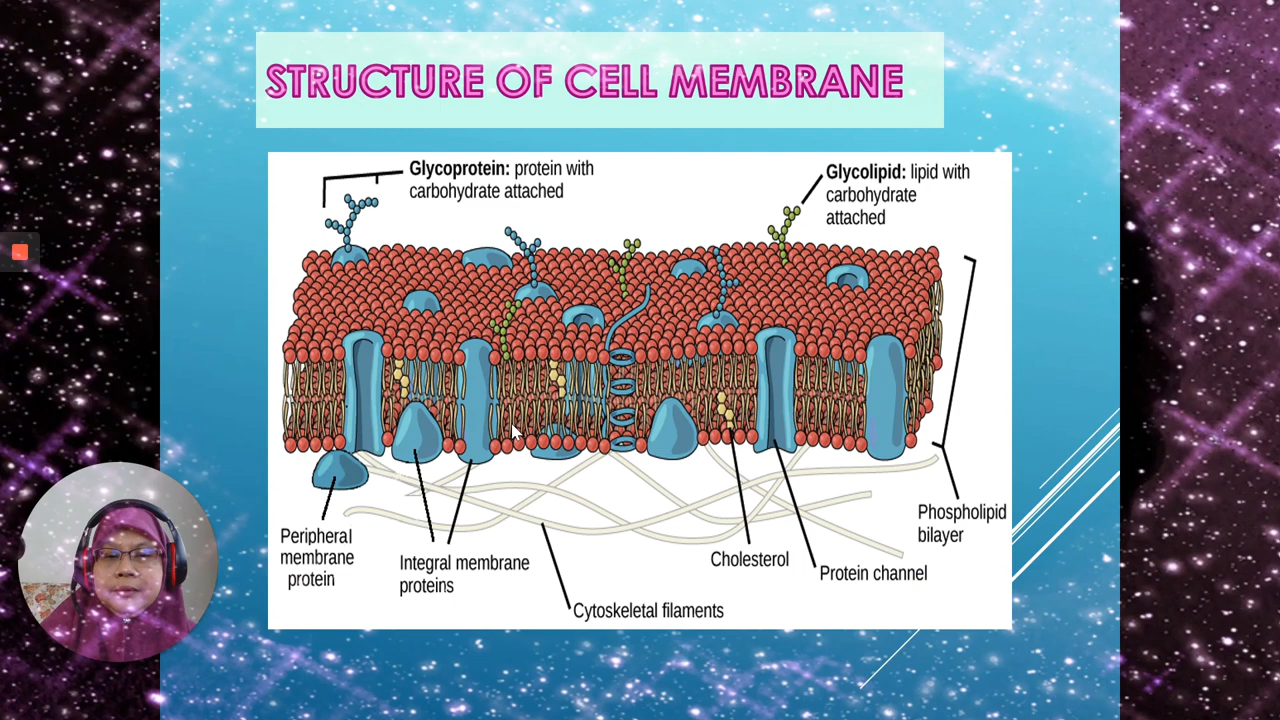 STRUCTURE OF CELL MEMBRANE
Glycoprotein: protein with
carbohydrate attached
Glycolipid: lipid with
carbohydrate
attached
Phospholipid
bilayer
Peripheral
membrane
protein
Integral membrane
proteins
Cholesterol
Protein channel
Cytoskeletal filaments